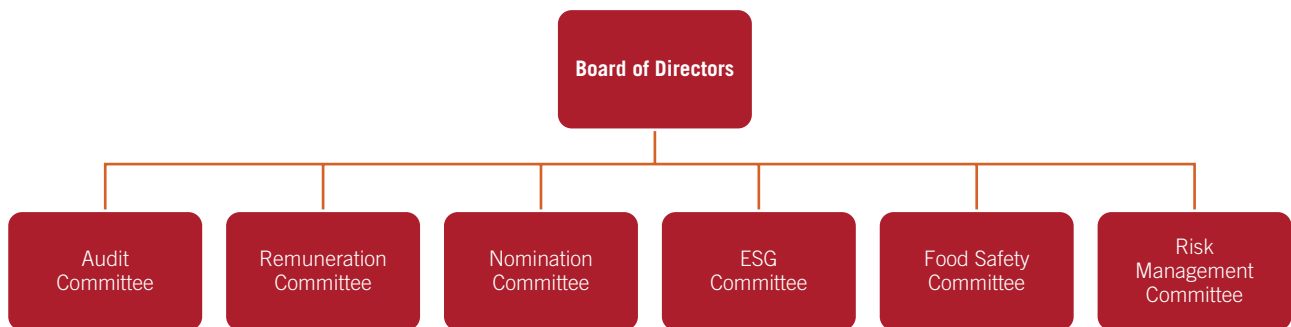 Board of Directors
Audit
Committee
Remuneration
Committee
Nomination
Committee
ESG
Committee
Food Safety
Committee
Risk
Management
Committee